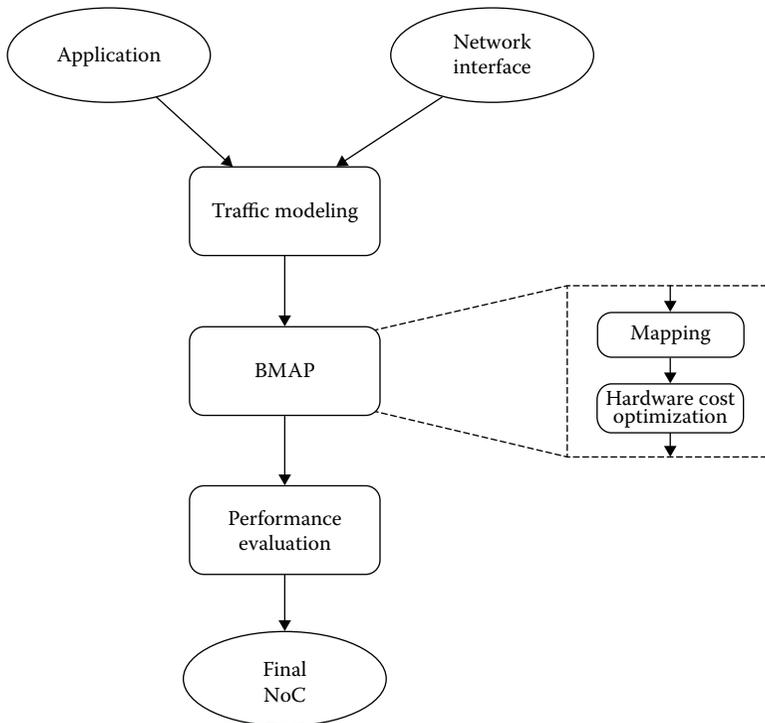 Application
Network
interface
Traffic modeling
BMAP
Mapping
Hardware cost
optimization
Performance
evaluation
Final
NoC